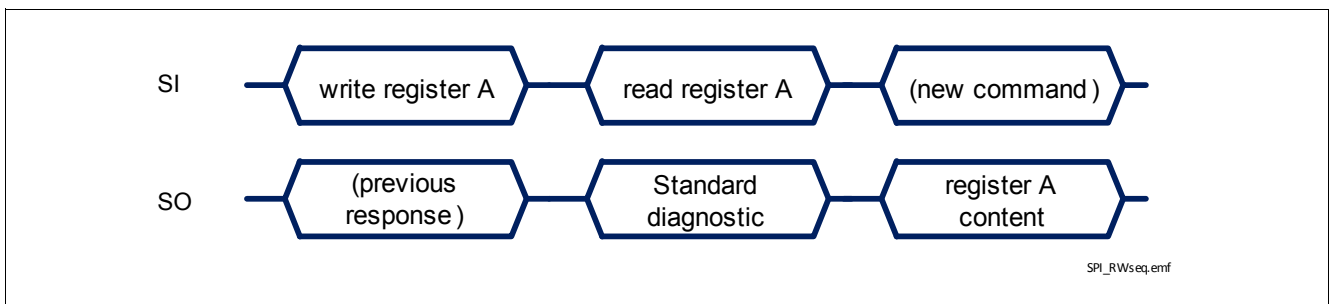 SI
write register A
read register A
(new command)
SO
(previous
response)
Standard
diagnostic
register A
content
SPI_RWseq.emf